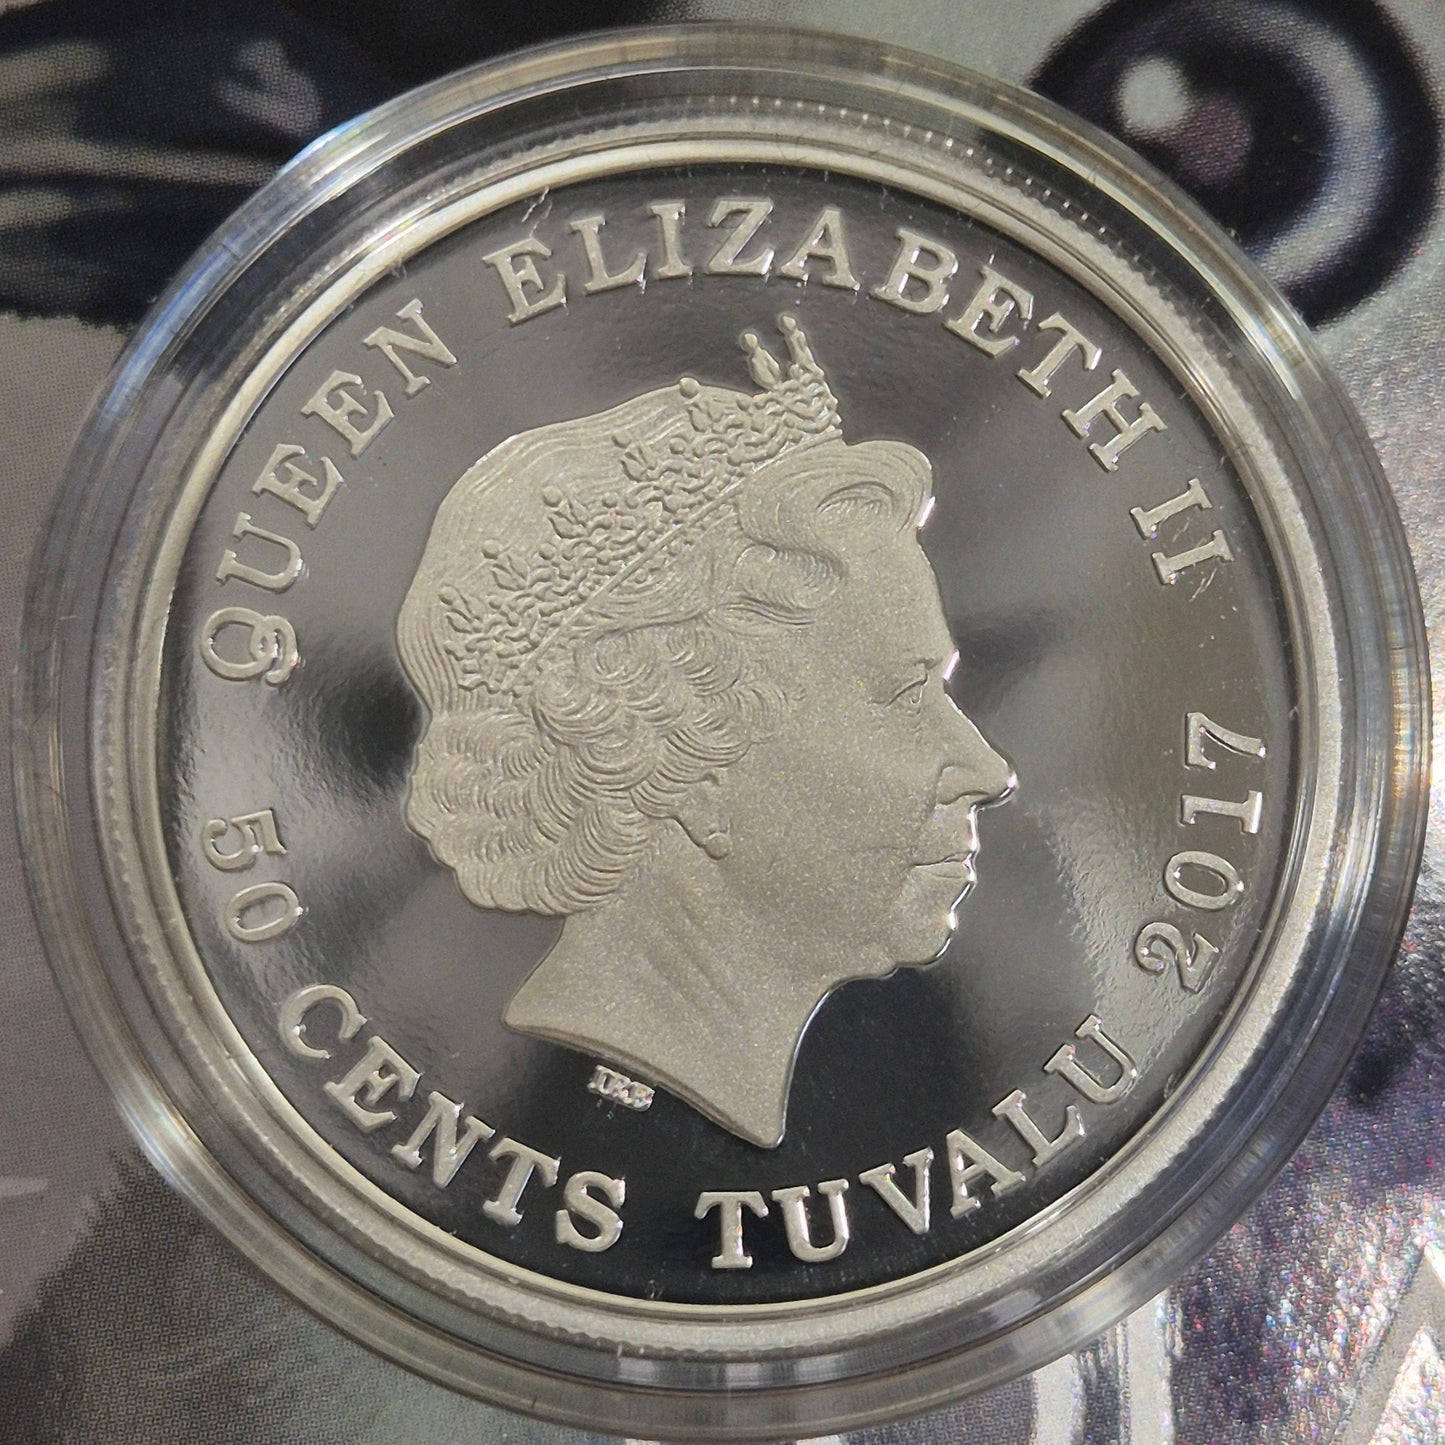 QUEEN ELIZABETH II 2017
50 CENTS TUVALU
IRB